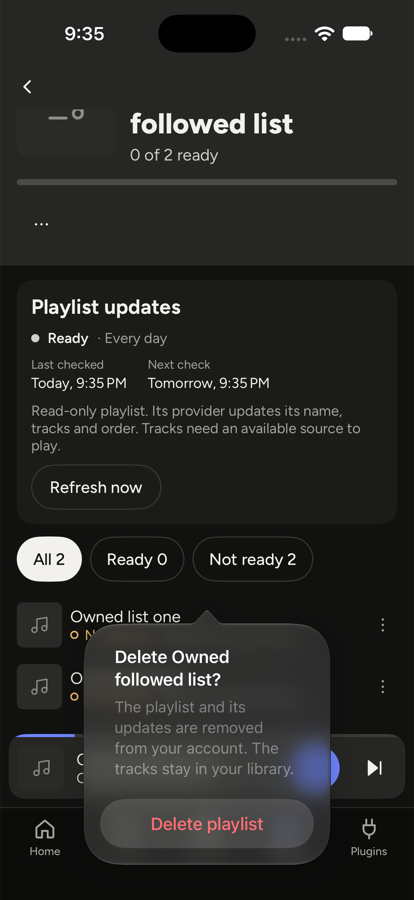 9:35
followed list
0 of 2 ready
...
Playlist updates
Ready · Every day
Last checked Next check
Today, 9:35 PM Tomorrow, 9:35 PM
Read-only playlist. Its provider updates its name,
tracks and order. Tracks need an available source to
play.
Refresh now
All 2 Ready 0 Not ready 2
Owned list one
Delete Owned
followed list?
The playlist and its
updates are removed
from your account. The
tracks stay in your library.
Delete playlist
Home Plugins